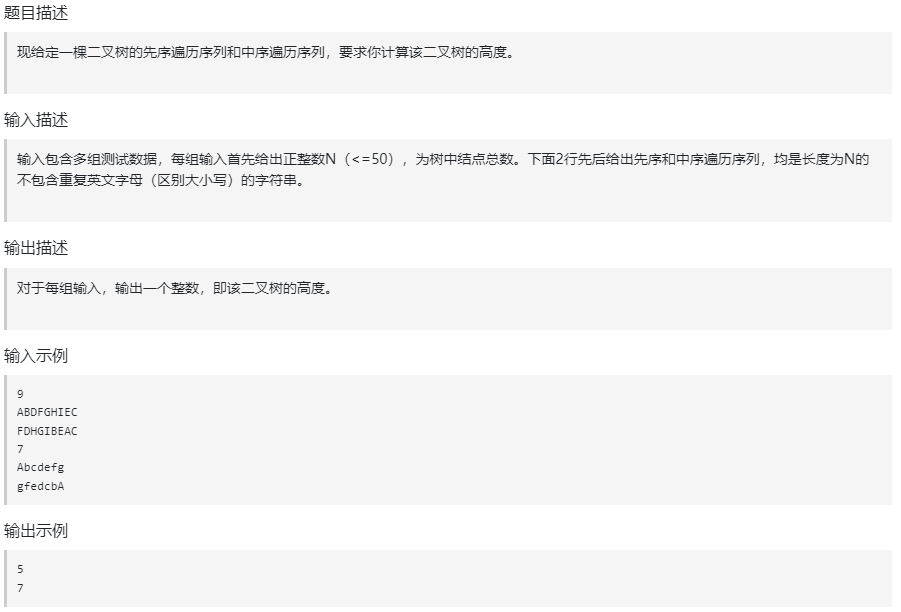 题目描述
现给定一棵二叉树的先序遍历序列和中序遍历序列，要求你计算该二叉树的高度。
输入描述
输入包含多组测试数据，每组输入首先给出正整数N（<=50），为树中结点总数。下面2行先后给出先序和中序遍历序列，均是长度为N的
不包含重复英文字母（区别大小写）的字符串。
输出描述
对于每组输入，输出一个整数，即该二叉树的高度。
输入示例
9
ABDFGHIEC
FDHGIBEAC
7
Abcdefg
gfedcbA
输出示例
5
7